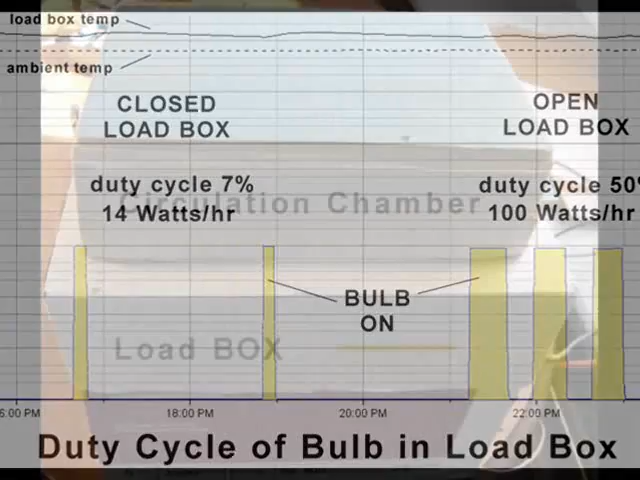 load box temp
ambient temp
CLOSED
LOAD BOX
OPEN
LOAD BOX
duty cycle 7%
14 Watts/hr
duty cycle 50%
100 Watts/hr
Circulation Chamber
BULB
ON
Load BOX
6:00 PM
18:00 PM
20:00 PM
22:00 PM
Duty Cycle of Bulb in Load Box